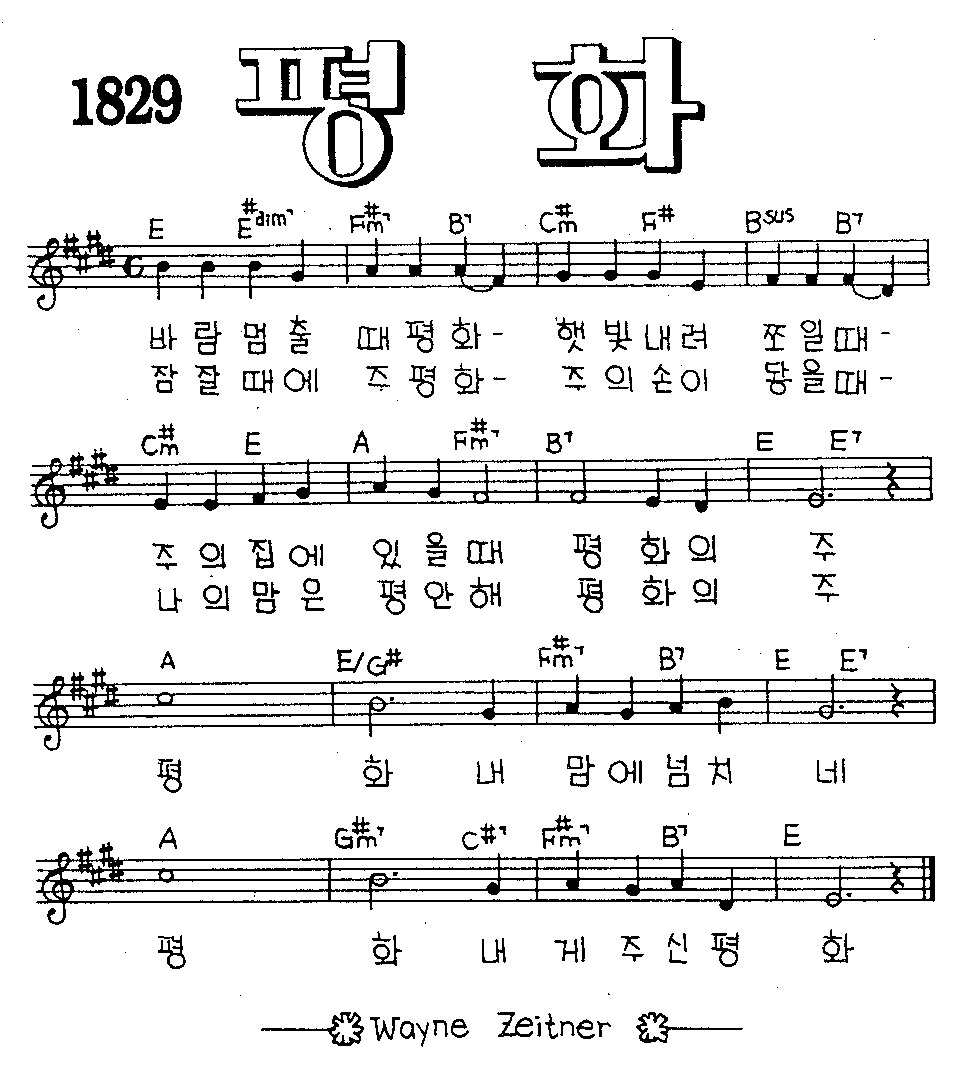 1829 평 화
E E#dim7 F#m7 B7 C#m F# Bsus B7
바 람 멈 출 때 평 화 - 햇 빛 내 려 쪼 일 때 -
잠 잘 때 에 주 평 화 - 주 의 손 이 닿 을 때 -
C#m E A F#m7 B7 E E7
주 의 집 에 있 을 때 평 화 의 주
나 의 맘 은 평 안 해 평 화 의 주
A E/G# F#m7 B7 E E7
평 화 내 맘 에 넘 쳐 네
A G#m7 C#7 F#m7 B7 E
평 화 내 게 주 신 평 화
Wayne Zeitner